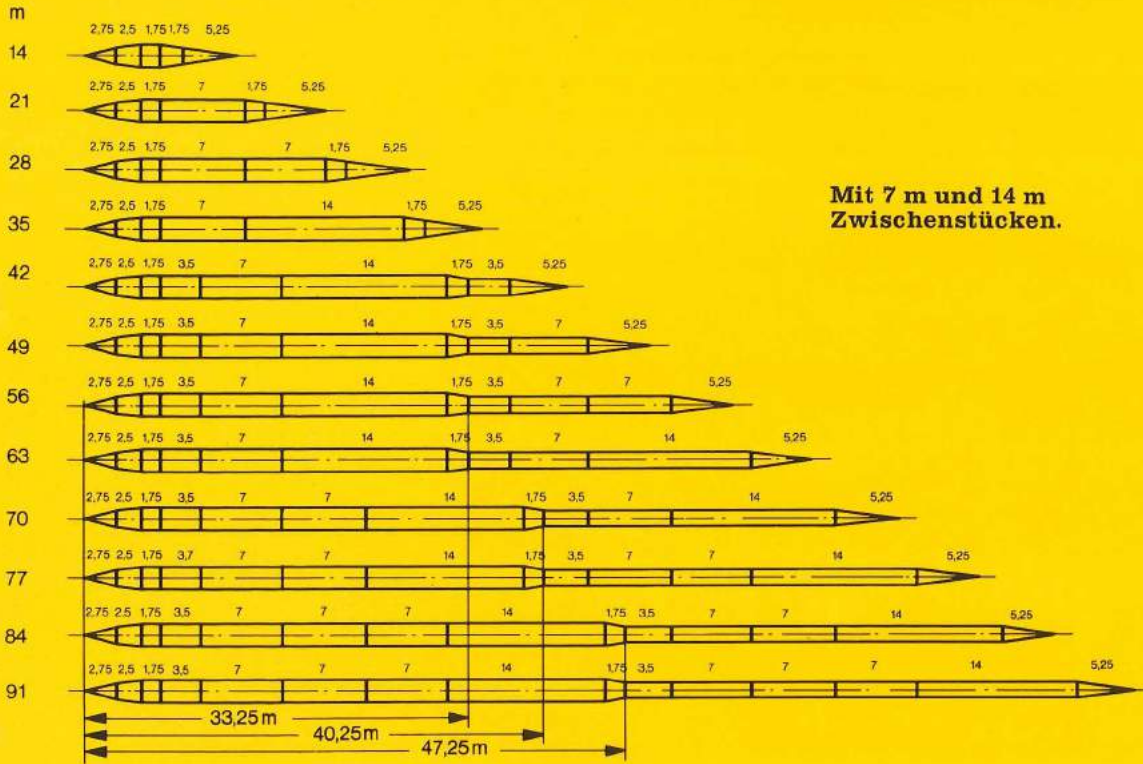 m
2,75 2,5 1,75 1,75 5,25
14
2,75 2,5 1,75 7 1,75 5,25
21
2,75 2,5 1,75 7 7 1,75 5,25
28
2,75 2,5 1,75 7 14 1,75 5,25
35
Mit 7 m und 14 m
Zwischenstücken.
2,75 2,5 1,75 3,5 7 14 1,75 3,5 5,25
42
2,75 2,5 1,75 3,5 7 14 1,75 3,5 7 5,25
49
2,75 2,5 1,75 3,5 7 14 1,75 3,5 7 7 5,25
56
2,75 2,5 1,75 3,5 7 14 1,75 3,5 7 14 5,25
63
2,75 2,5 1,75 3,5 7 7 14 1,75 3,5 7 14 5,25
70
2,75 2,5 1,75 3,7 7 7 14 1,75 3,5 7 7 14 5,25
77
2,75 2,5 1,75 3,5 7 7 7 14 1,75 3,5 7 7 14 5,25
84
2,75 2,5 1,75 3,5 7 7 7 14 1,75 3,5 7 7 7 14 5,25
91
33,25 m
40,25 m
47,25 m